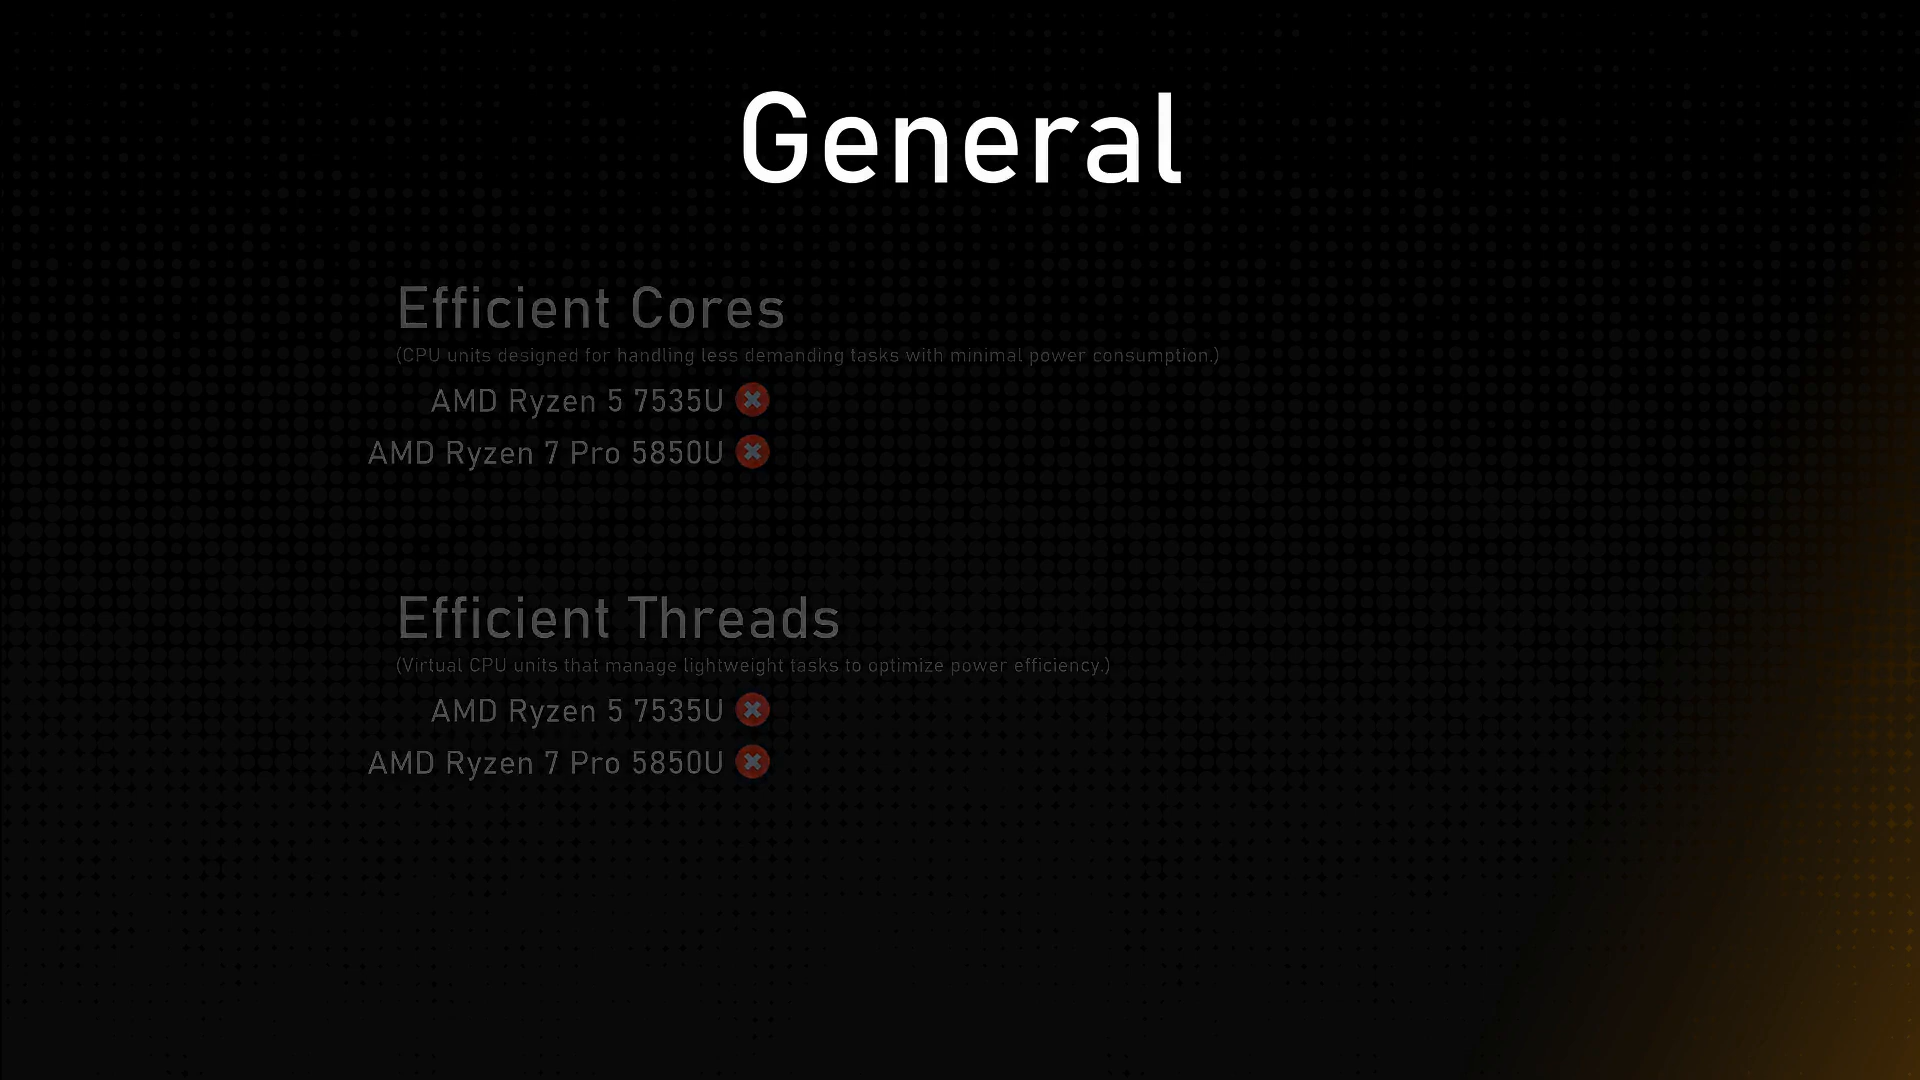 General
Efficient Cores
(CPU units designed for handling less demanding tasks with minimal power consumption.)
AMD Ryzen 5 7535U
AMD Ryzen 7 Pro 5850U
Efficient Threads
(Virtual CPU units that manage lightweight tasks to optimize power efficiency.)
AMD Ryzen 5 7535U
AMD Ryzen 7 Pro 5850U